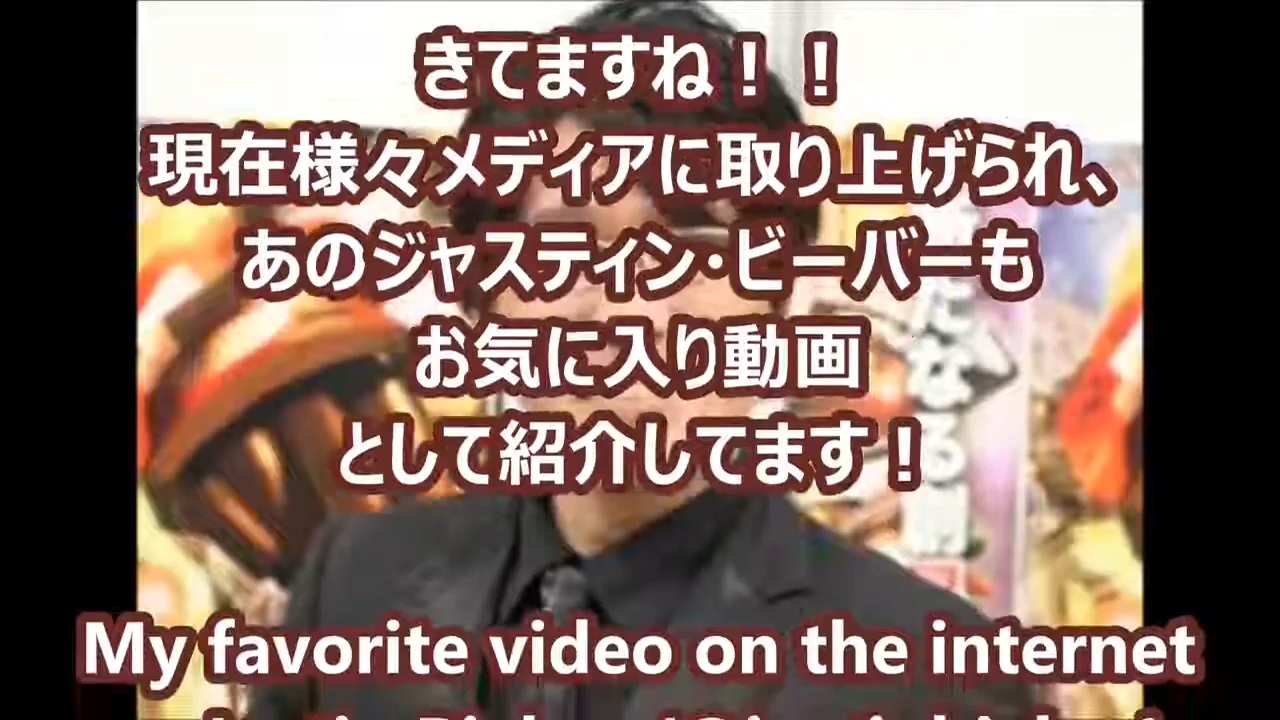 きてますね！！
現在様々メディアに取り上げられ、
あのジャスティン・ビーバーも
お気に入り動画
として紹介してます！
My favorite video on the internet